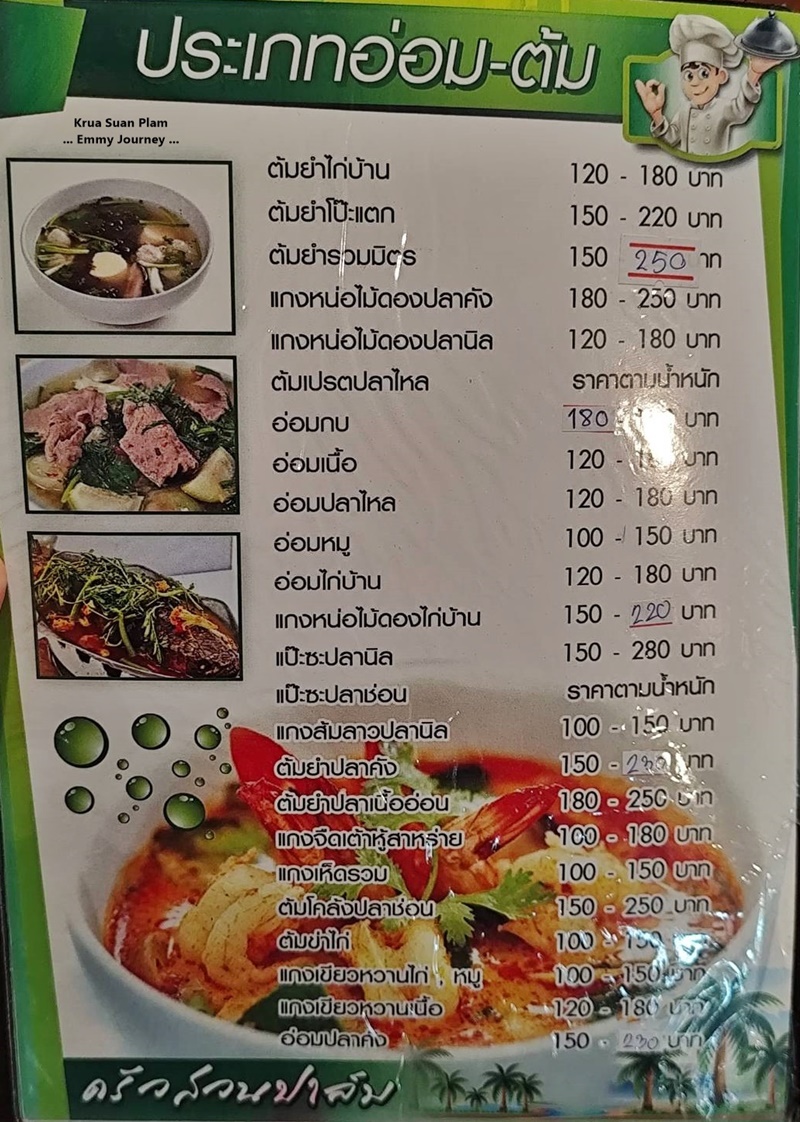 ประเภทอ่อม-ต้ม
Krua Suan Plam
... Emmy Journey ...
ต้มยำไก่บ้าน 120 - 180 บาท
ต้มยำโป๊ะแตก 150 - 220 บาท
ต้มยำรวมมิตร 150 250 าท
แกงหน่อไม้ดองปลาคัง 180 - 250 บาท
แกงหน่อไม้ดองปลานิล 120 - 180 บาท
ต้มเปรตปลาไหล ราคาตามน้ำหนัก
อ่อมกบ 180 - บาท
อ่อมเนื้อ 120 - บาท
อ่อมปลาไหล 120 - 180 บาท
อ่อมหมู 100 - 150 บาท
อ่อมไก่บ้าน 120 - 180 บาท
แกงหน่อไม้ดองไก่บ้าน 150 - 220 บาท
แป๊ะซะปลานิล 150 - 280 บาท
แป๊ะซะปลาช่อน ราคาตามน้ำหนัก
แกงส้มลาวปลานิล 100 - 150 บาท
ต้มยำปลาคัง 150 - 230 บาท
ต้มยำปลาเนื้ออ่อน 180 - 250 บาท
แกงจืดเต้าหู้สาหร่าย 100 - 180 บาท
แกงเห็ดรวม 100 - 150 บาท
ต้มโคล้งปลาช่อน 150 - 250 บาท
ต้มข่าไก่ 100 - 150 บาท
แกงเขียวหวานไก่ , หมู 100 - 150 บาท
แกงเขียวหวานเนื้อ 120 - 180 บาท
อ่อมปลาคัง 150 - 230 บาท
ครัวสวนปาล์ม